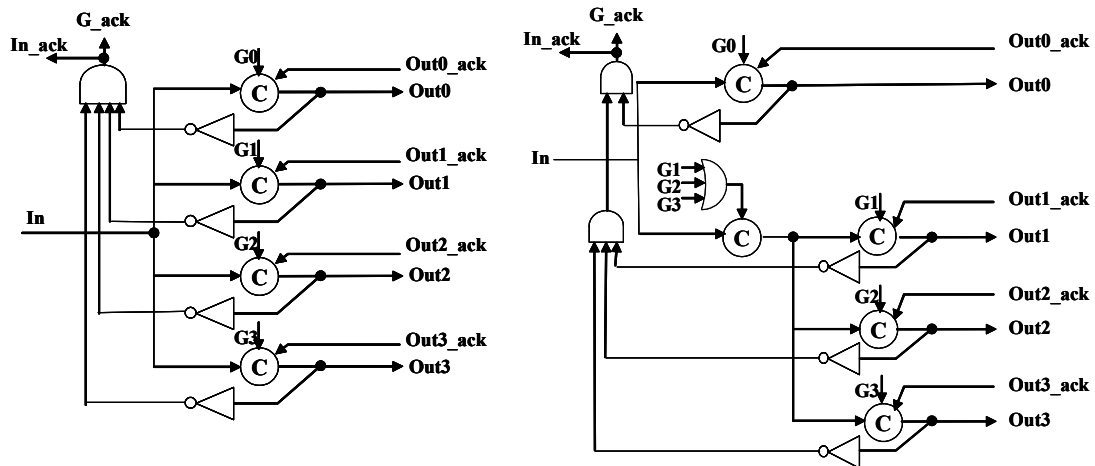 G_ack
In_ack
G0
Out0_ack
C
Out0
G1
Out1_ack
C
Out1
In
G2
Out2_ack
C
Out2
G3
Out3_ack
C
Out3
G_ack
In_ack
G0
Out0_ack
C
Out0
In
G1
G2
G3
C
G1
Out1_ack
C
Out1
G2
Out2_ack
C
Out2
G3
Out3_ack
C
Out3